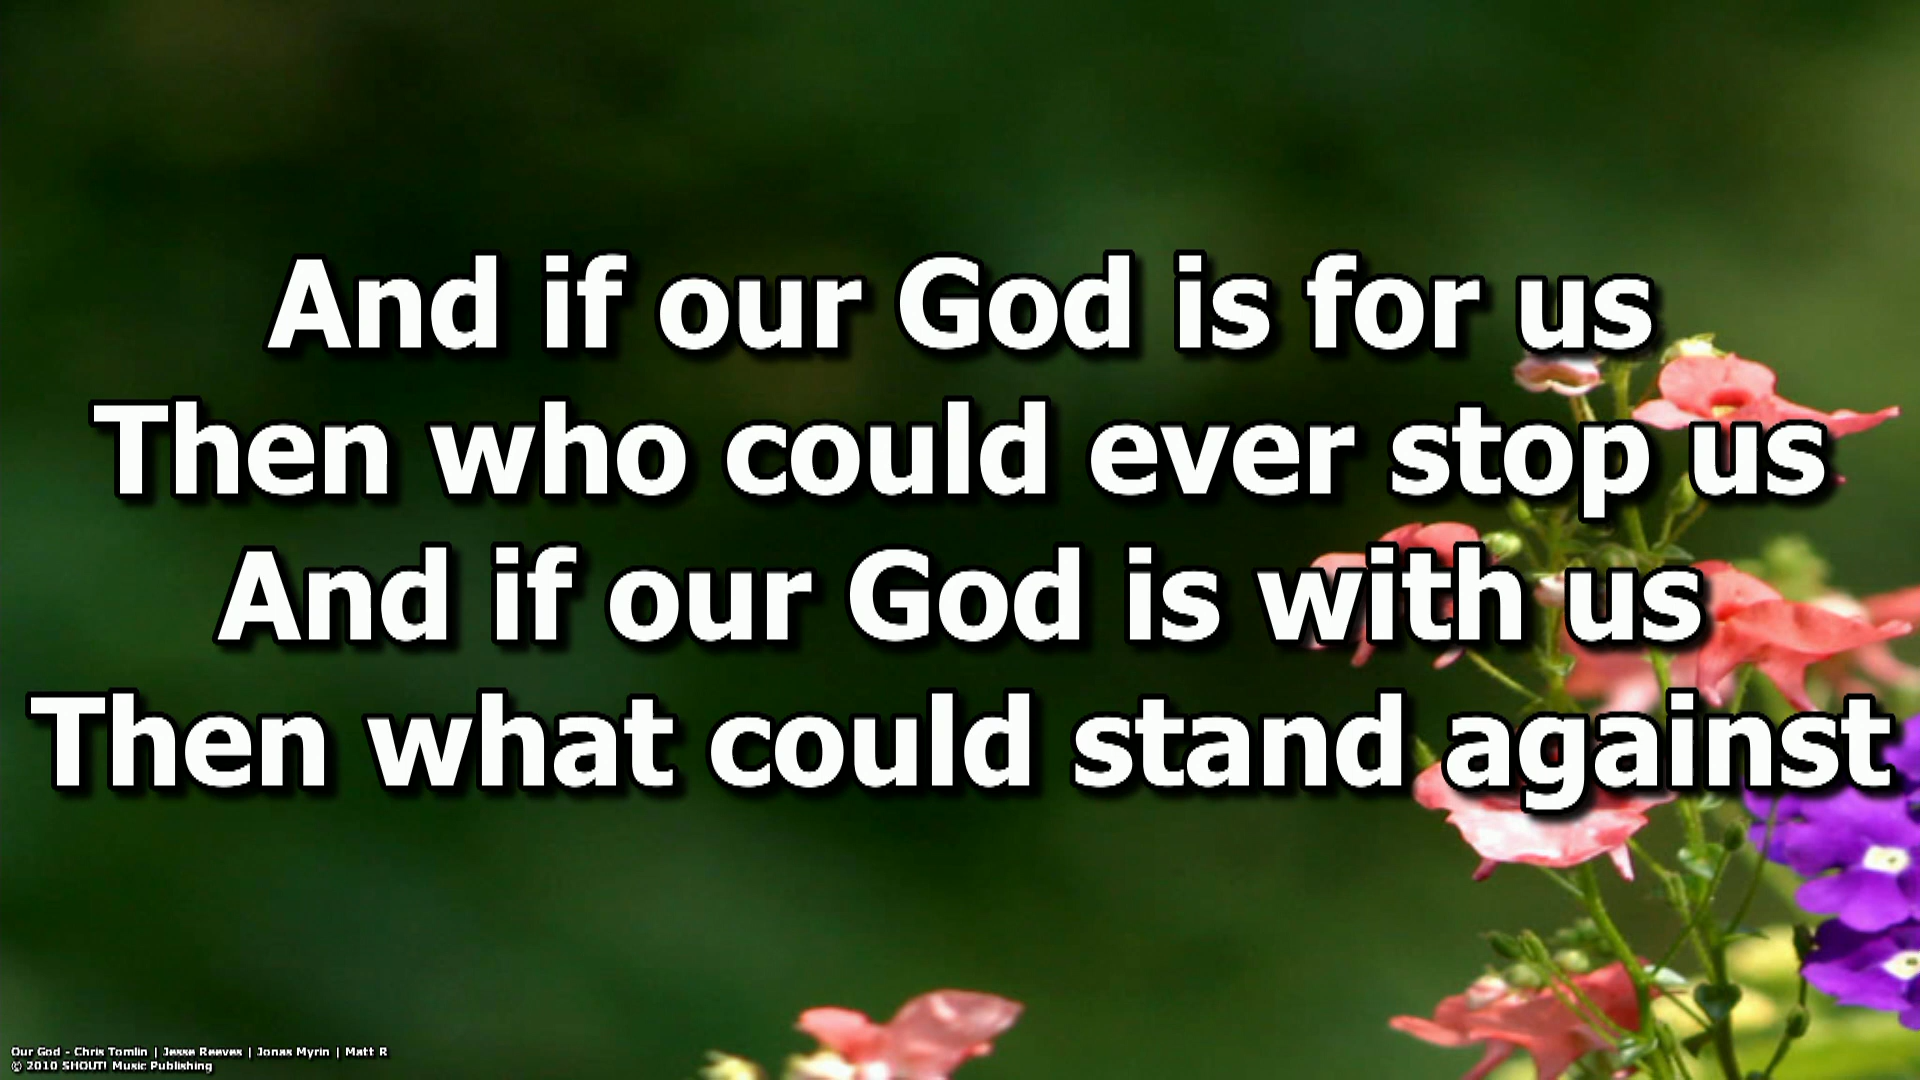 And if our God is for us
Then who could ever stop us
And if our God is with us
Then what could stand against
Our God - Chris Tomlin | Jesse Reeves | Jonas Myrin | Matt R
© 2010 SHOUT! Music Publishing